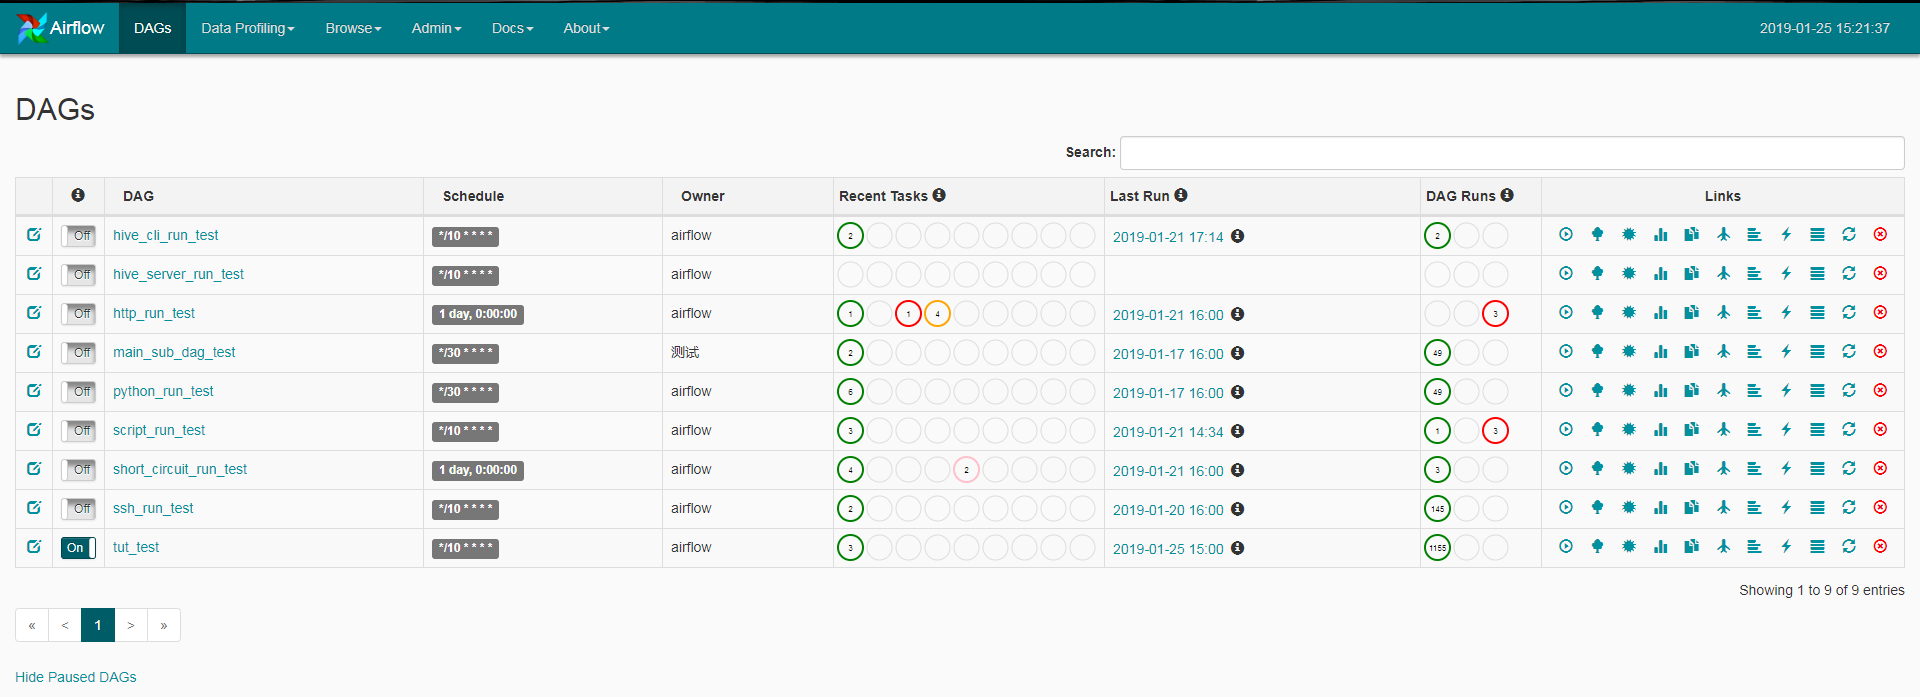 Airflow DAGs Data Profiling Browse Admin Docs About 2019-01-25 15:21:37
DAGs
Search:
DAG Schedule Owner Recent Tasks Last Run DAG Runs Links
Off hive_cli_run_test */10 * * * * airflow 2 2019-01-21 17:14 2
Off hive_server_run_test */10 * * * * airflow
Off http_run_test 1 day, 0:00:00 airflow 1 1 4 2019-01-21 16:00 3
Off main_sub_dag_test */30 * * * * 测试 2 2019-01-17 16:00 49
Off python_run_test */30 * * * * airflow 6 2019-01-17 16:00 49
Off script_run_test */10 * * * * airflow 3 2019-01-21 14:34 1 3
Off short_circuit_run_test 1 day, 0:00:00 airflow 4 2 2019-01-21 16:00 3
Off ssh_run_test */10 * * * * airflow 2 2019-01-20 16:00 145
On tut_test */10 * * * * airflow 3 2019-01-25 15:00 1155
Showing 1 to 9 of 9 entries
« < 1 > »
Hide Paused DAGs